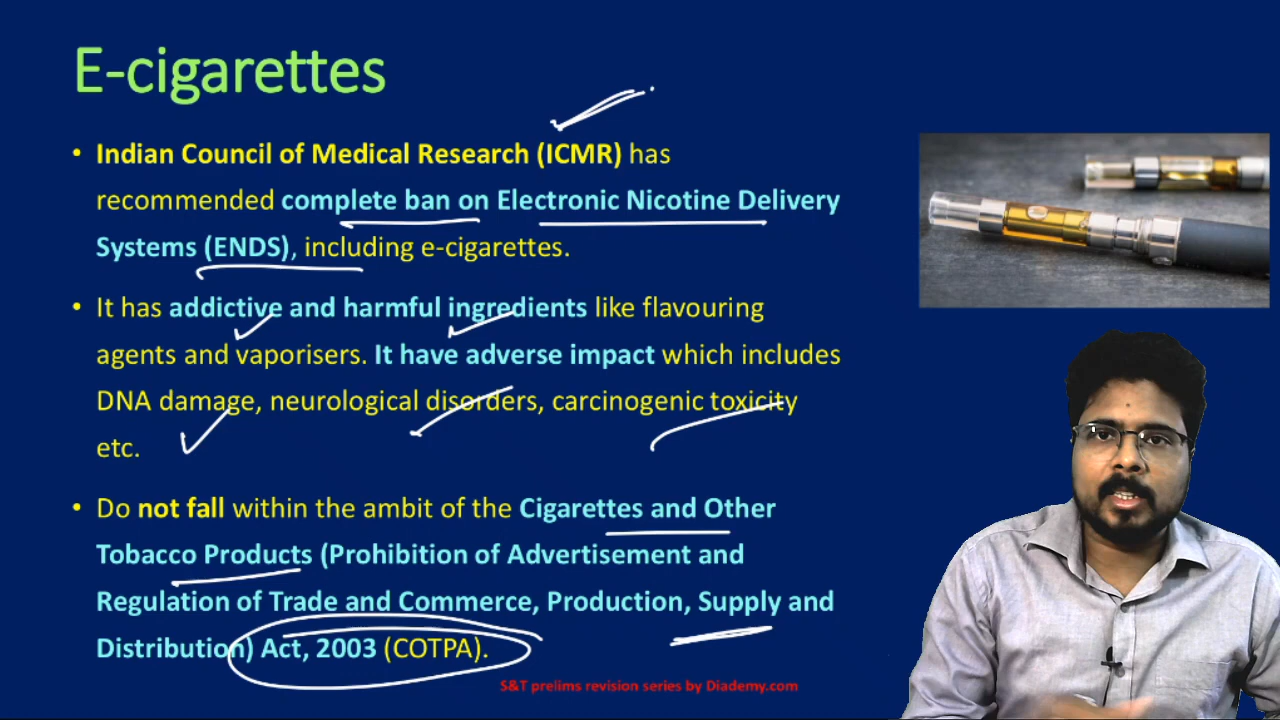 E-cigarettes
• Indian Council of Medical Research (ICMR) has
recommended complete ban on Electronic Nicotine Delivery
Systems (ENDS), including e-cigarettes.
• It has addictive and harmful ingredients like flavouring
agents and vaporisers. It have adverse impact which includes
DNA damage, neurological disorders, carcinogenic toxicity
etc.
• Do not fall within the ambit of the Cigarettes and Other
Tobacco Products (Prohibition of Advertisement and
Regulation of Trade and Commerce, Production, Supply and
Distribution) Act, 2003 (COTPA).
S&T prelims revision series by Diademy.com